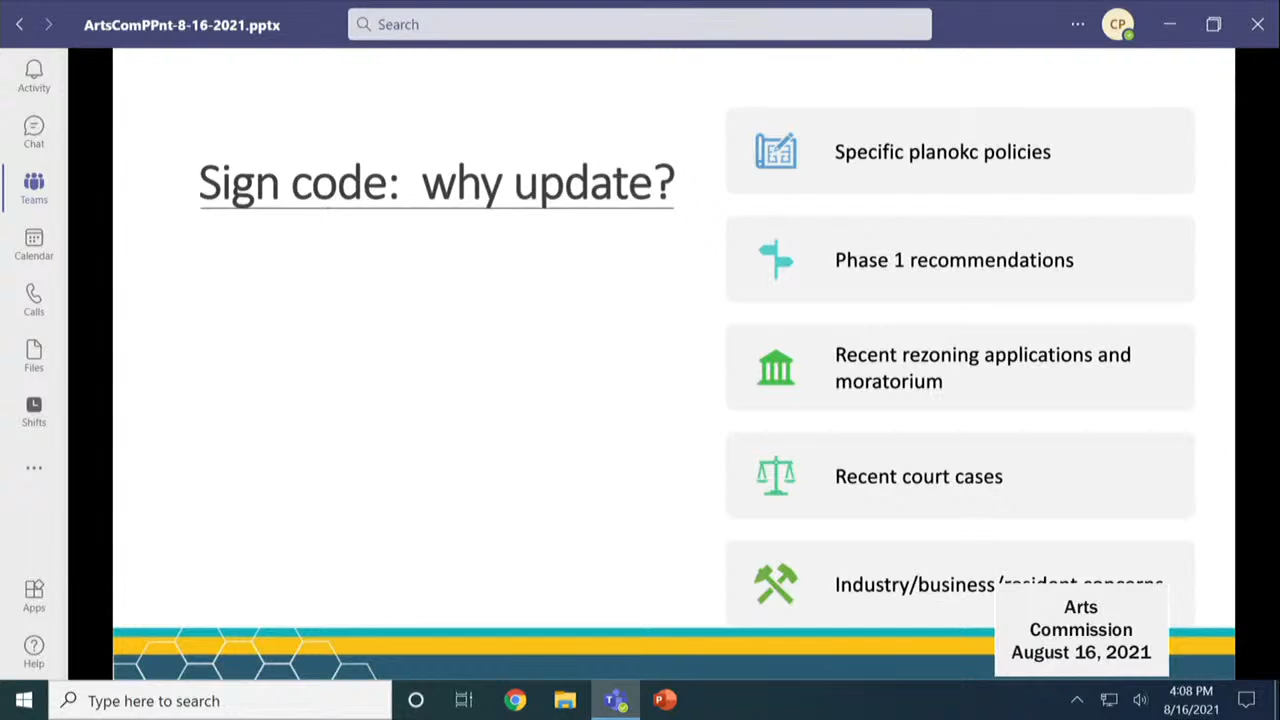 ArtsComPPnt-8-16-2021.pptx
Search
CP
Activity
Chat
Teams
Calendar
Calls
Files
Shifts
Apps
Help
Sign code: why update?
Specific planokc policies
Phase 1 recommendations
Recent rezoning applications and
moratorium
Recent court cases
Industry/business/resident concerns
Arts
Commission
August 16, 2021
Type here to search
4:08 PM
8/16/2021